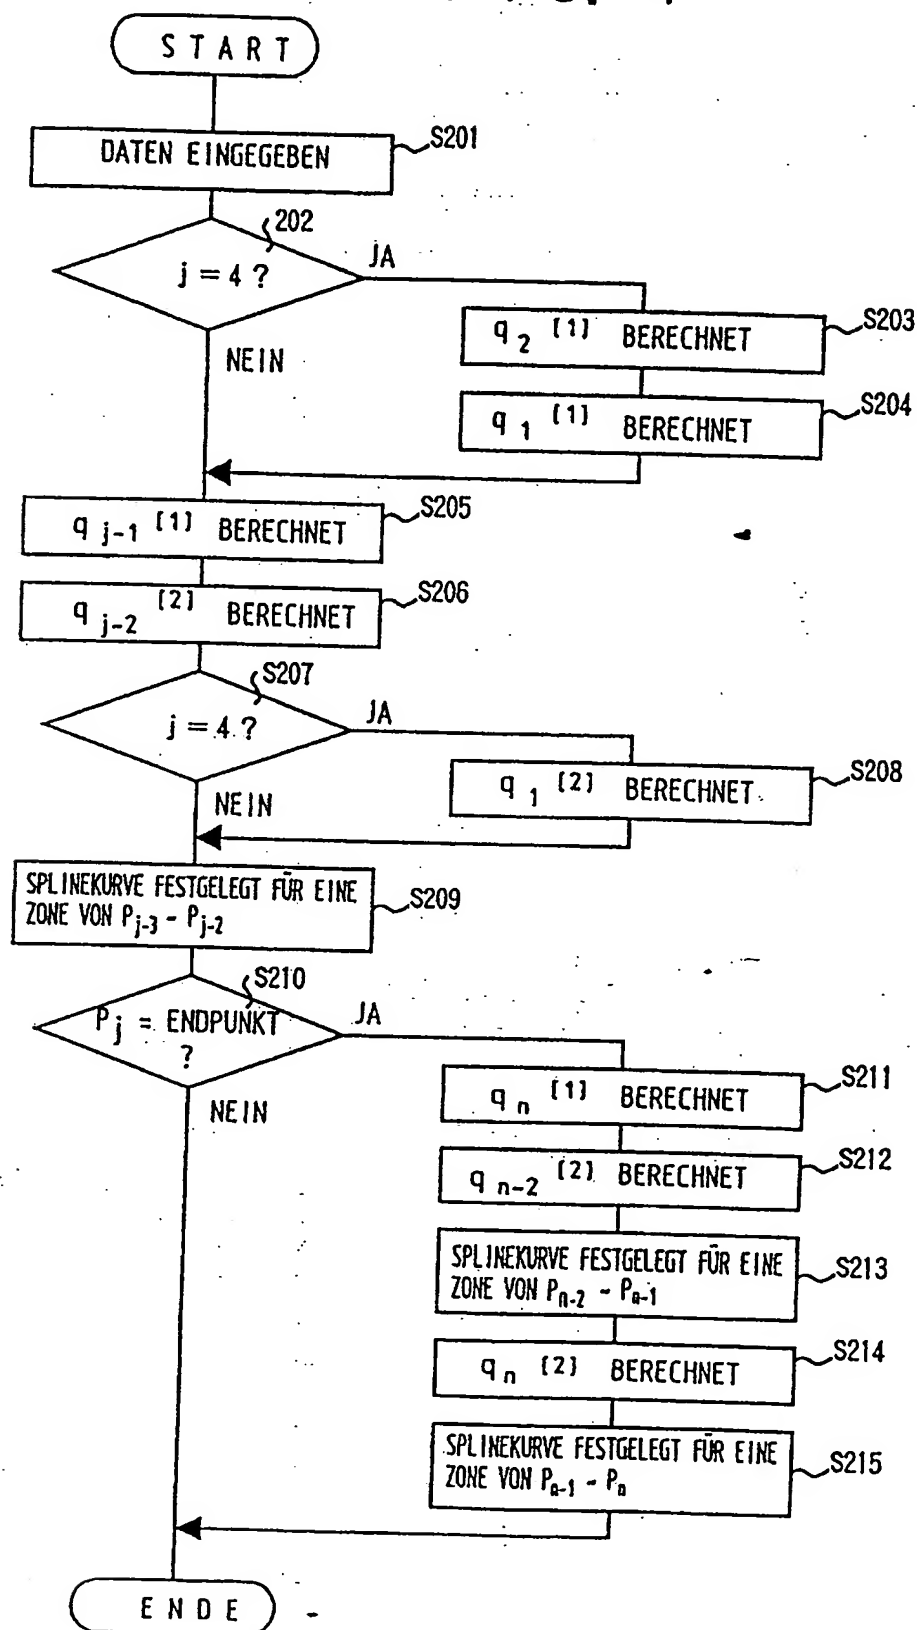 START
DATEN EINGEGEBEN
S201
202
j = 4 ?
JA
NEIN
q 2 [1] BERECHNET
S203
q 1 [1] BERECHNET
S204
q j-1 [1] BERECHNET
S205
q j-2 [2] BERECHNET
S206
S207
j = 4 ?
JA
NEIN
q 1 [2] BERECHNET
S208
SPLINEKURVE FESTGELEGT FÜR EINE
ZONE VON Pj-3 - Pj-2
S209
S210
Pj = ENDPUNKT
?
JA
NEIN
q n [1] BERECHNET
S211
q n-2 [2] BERECHNET
S212
SPLINEKURVE FESTGELEGT FÜR EINE
ZONE VON Pn-2 - Pn-1
S213
q n [2] BERECHNET
S214
SPLINEKURVE FESTGELEGT FÜR EINE
ZONE VON Pn-1 - Pn
S215
ENDE